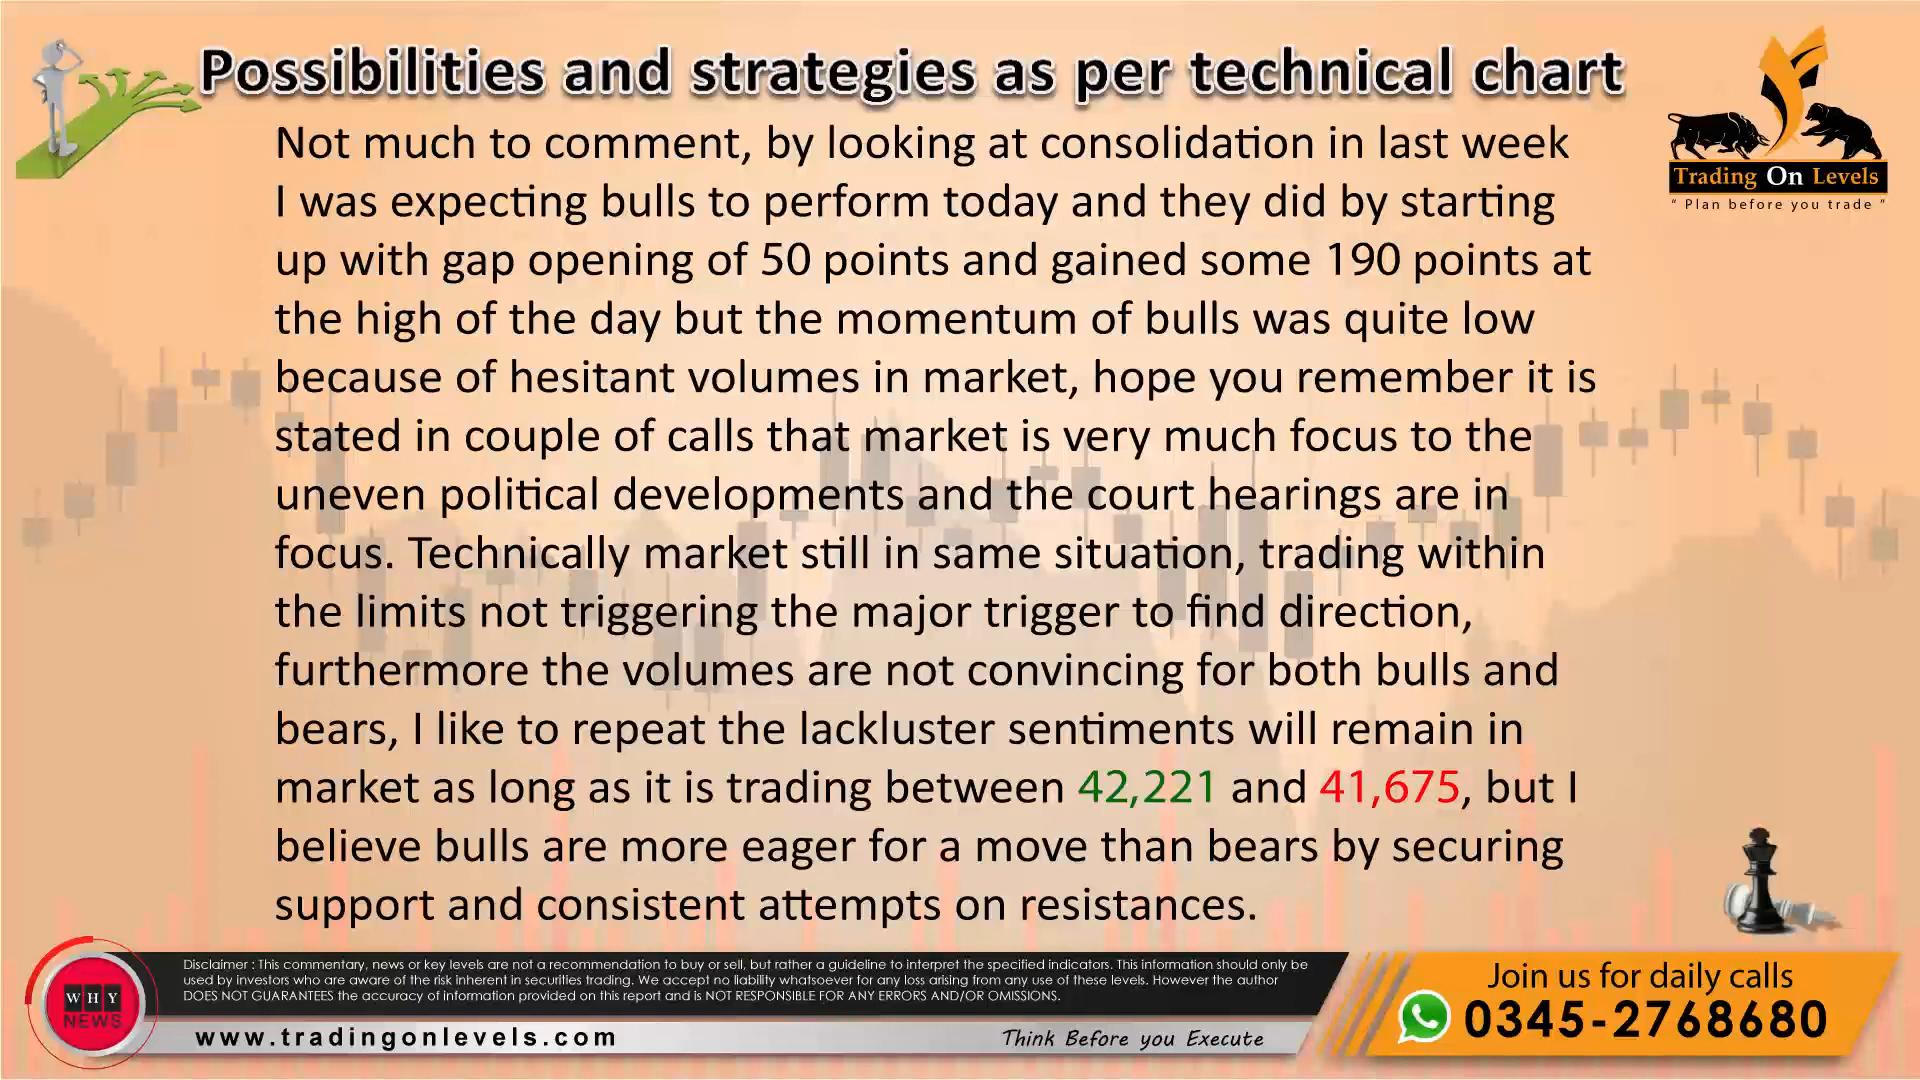 Possibilities and strategies as per technical chart
Not much to comment, by looking at consolidation in last week
I was expecting bulls to perform today and they did by starting
up with gap opening of 50 points and gained some 190 points at
the high of the day but the momentum of bulls was quite low
because of hesitant volumes in market, hope you remember it is
stated in couple of calls that market is very much focus to the
uneven political developments and the court hearings are in
focus. Technically market still in same situation, trading within
the limits not triggering the major trigger to find direction,
furthermore the volumes are not convincing for both bulls and
bears, I like to repeat the lackluster sentiments will remain in
market as long as it is trading between 42,221 and 41,675, but I
believe bulls are more eager for a move than bears by securing
support and consistent attempts on resistances.
Trading On Levels
" Plan before you trade "
WHY
NEWS
Disclaimer : This commentary, news or key levels are not a recommendation to buy or sell, but rather a guideline to interpret the specified indicators. This information should only be
used by investors who are aware of the risk inherent in securities trading. We accept no liability whatsoever for any loss arising from any use of these levels. However the author
DOES NOT GUARANTEES the accuracy of information provided on this report and is NOT RESPONSIBLE FOR ANY ERRORS AND/OR OMISSIONS.
www.tradingonlevels.com
Think Before you Execute
Join us for daily calls
0345-2768680